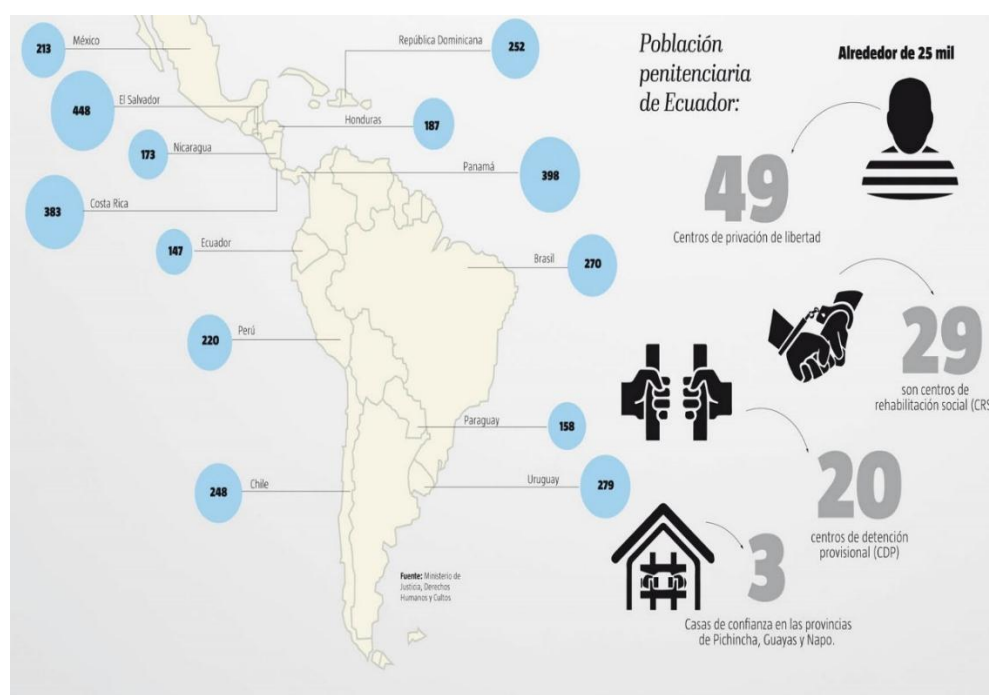 213
México
República Dominicana
252
448
El Salvador
Honduras
187
173
Nicaragua
Panamá
398
383
Costa Rica
147
Ecuador
Brasil
270
220
Perú
Paraguay
158
248
Chile
Uruguay
279
Fuente: Ministerio de
Justicia, Derechos
Humanos y Cultos
Población
penitenciaria
de Ecuador:
Alrededor de 25 mil
49
Centros de privación de libertad
29
son centros de
rehabilitación social (CRS
20
centros de detención
provisional (CDP)
3
Casas de confianza en las provincias
de Pichincha, Guayas y Napo.